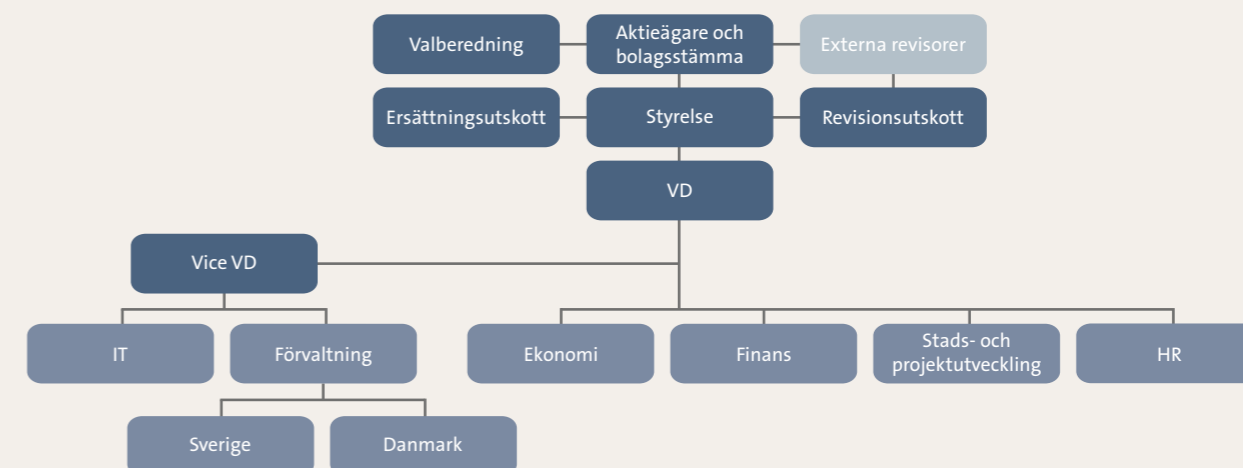 Valberedning
Aktieägare och
bolagsstämma
Externa revisorer
Ersättningsutskott
Styrelse
Revisionsutskott
VD
Vice VD
IT
Förvaltning
Ekonomi
Finans
Stads- och
projektutveckling
HR
Sverige
Danmark